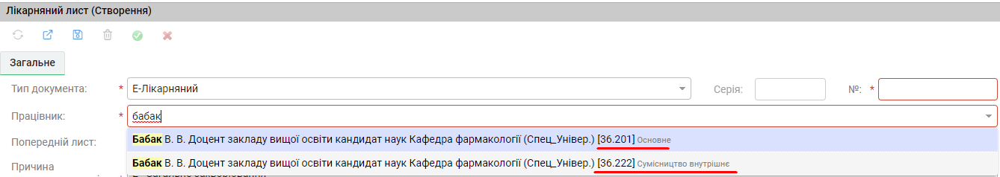 Лікарняний лист (Створення)
Загальне
Тип документа: * Е-Лікарняний Серія: №: *
Працівник: * бабак
Попередній лист: Бабак В. В. Доцент закладу вищої освіти кандидат наук Кафедра фармакології (Спец_Універ.) [36.201] Основне
Бабак В. В. Доцент закладу вищої освіти кандидат наук Кафедра фармакології (Спец_Універ.) [36.222] Сумісництво внутрішнє
Причина